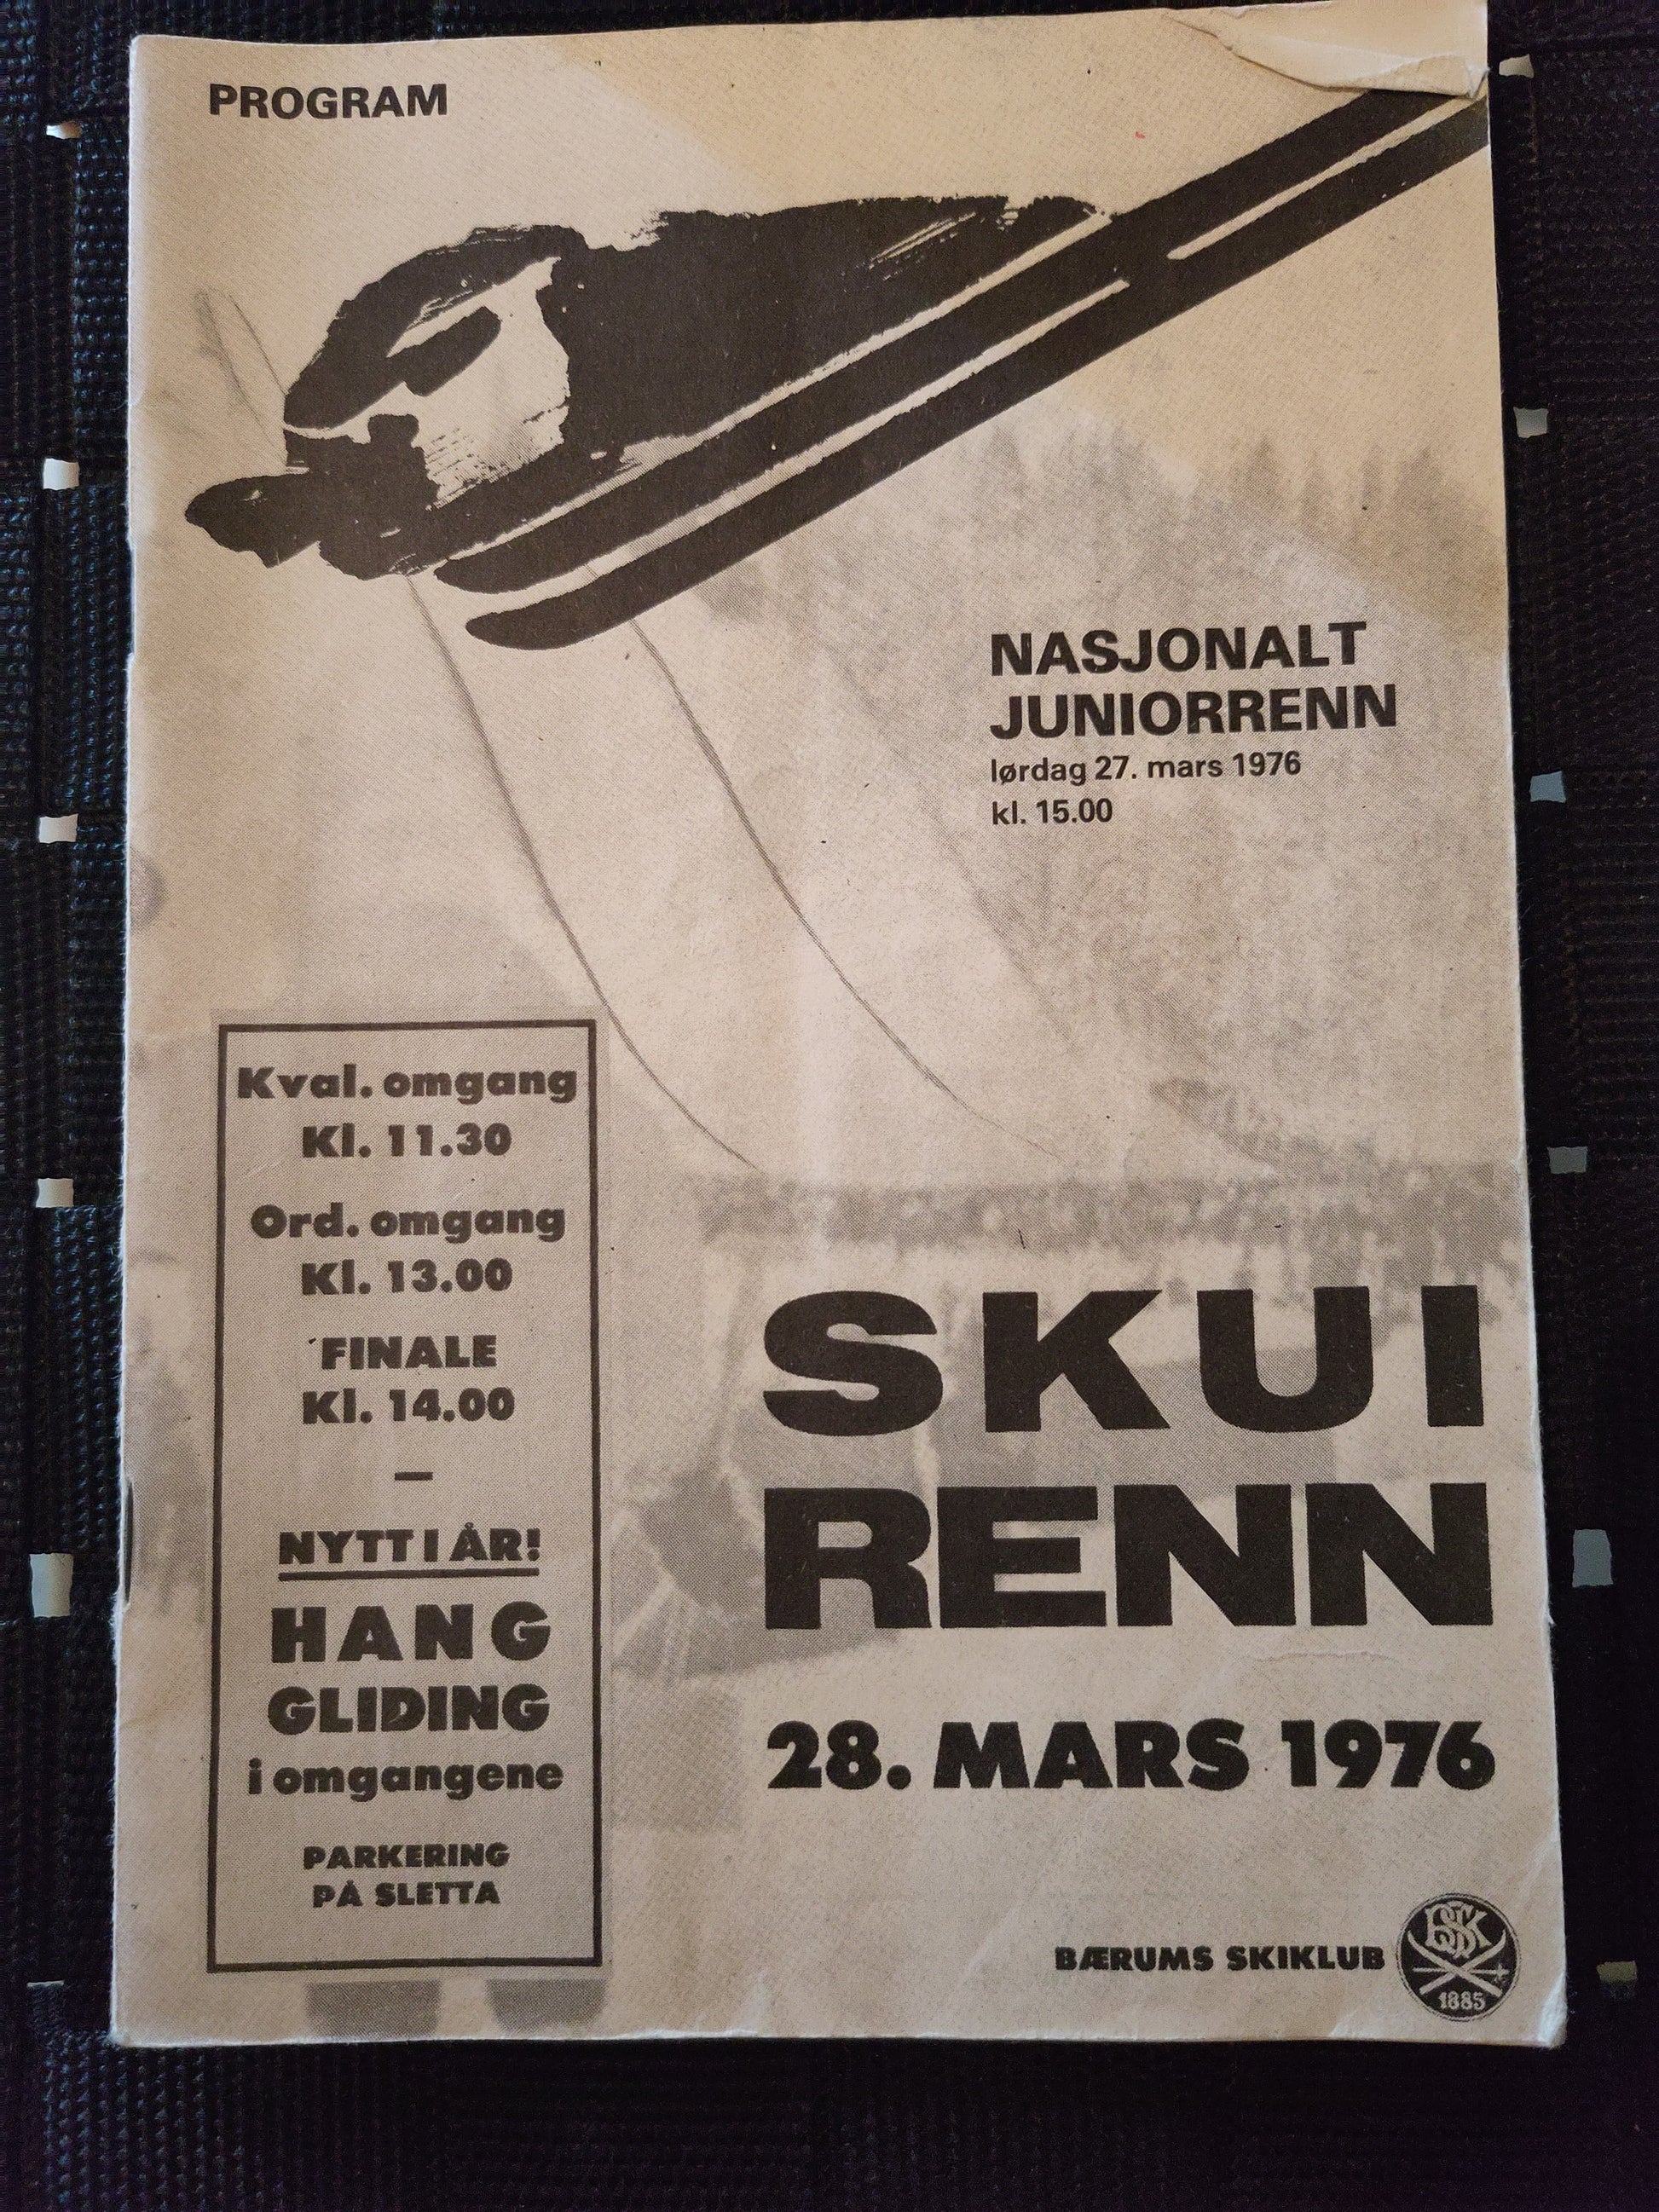 PROGRAM
NASJONALT
JUNIORRENN
lørdag 27. mars 1976
kl. 15.00
Kval. omgang
Kl. 11.30
Ord. omgang
Kl. 13.00
FINALE
Kl. 14.00
—
NYTT I ÅR!
HANG
GLIDING
i omgangene
PARKERING
PÅ SLETTA
SKUI
RENN
28. MARS 1976
BÆRUMS SKIKLUB
BSK
1885